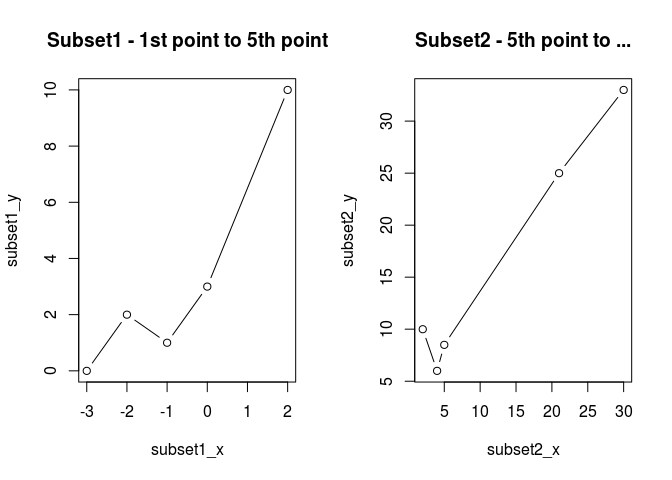 Subset1 - 1st point to 5th point
subset1_y
10
8
6
4
2
0
-3 -2 -1 0 1 2
subset1_x
Subset2 - 5th point to ...
subset2_y
30
25
20
15
10
5
5 10 15 20 25 30
subset2_x